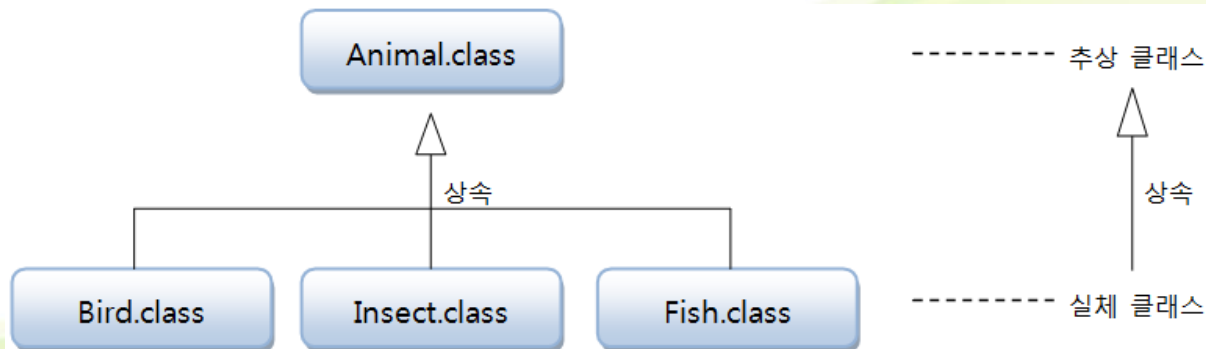 Animal.class
추상 클래스
상속
상속
Bird.class
Insect.class
Fish.class
실체 클래스